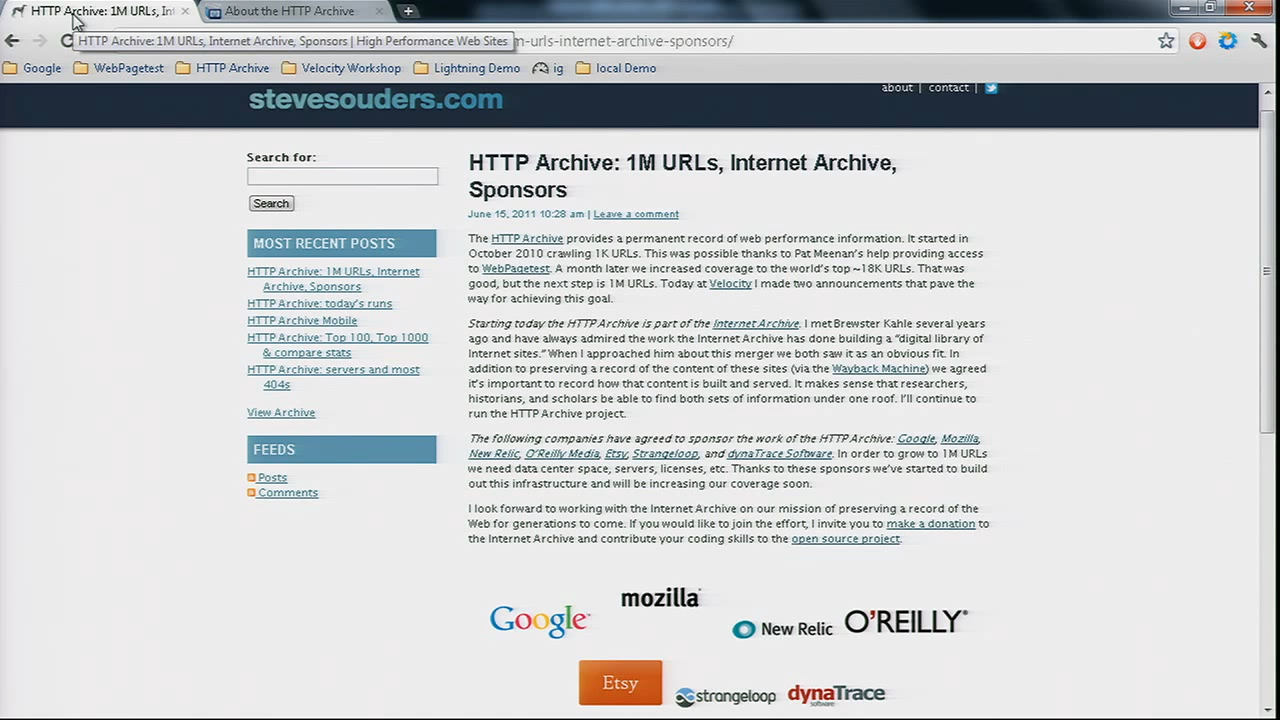 HTTP Archive: 1M URLs, Int
About the HTTP Archive
HTTP Archive: 1M URLs, Internet Archive, Sponsors | High Performance Web Sites
m-urls-internet-archive-sponsors/
Google
WebPagetest
HTTP Archive
Velocity Workshop
Lightning Demo
ig
local Demo
stevesouders.com
about | contact |
Search for:
Search
MOST RECENT POSTS
HTTP Archive: 1M URLs, Internet
Archive, Sponsors
HTTP Archive: today's runs
HTTP Archive Mobile
HTTP Archive: Top 100, Top 1000
& compare stats
HTTP Archive: servers and most
404s
View Archive
FEEDS
Posts
Comments
HTTP Archive: 1M URLs, Internet Archive,
Sponsors
June 15, 2011 10:28 am | Leave a comment
The HTTP Archive provides a permanent record of web performance information. It started in
October 2010 crawling 1K URLs. This was possible thanks to Pat Meenan's help providing access
to WebPagetest. A month later we increased coverage to the world's top ~18K URLs. That was
good, but the next step is 1M URLs. Today at Velocity I made two announcements that pave the
way for achieving this goal.
Starting today the HTTP Archive is part of the Internet Archive. I met Brewster Kahle several years
ago and have always admired the work the Internet Archive has done building a "digital library of
Internet sites." When I approached him about this merger we both saw it as an obvious fit. In
addition to preserving a record of the content of these sites (via the Wayback Machine) we agreed
it's important to record how that content is built and served. It makes sense that researchers,
historians, and scholars be able to find both sets of information under one roof. I'll continue to
run the HTTP Archive project.
The following companies have agreed to sponsor the work of the HTTP Archive: Google, Mozilla,
New Relic, O'Reilly Media, Etsy, Strangeloop, and dynaTrace Software. In order to grow to 1M URLs
we need data center space, servers, licenses, etc. Thanks to these sponsors we've started to build
out this infrastructure and will be increasing our coverage soon.
I look forward to working with the Internet Archive on our mission of preserving a record of the
Web for generations to come. If you would like to join the effort, I invite you to make a donation to
the Internet Archive and contribute your coding skills to the open source project.
Google
mozilla
New Relic
O'REILLY®
Etsy
strangeloop
dynaTrace
software